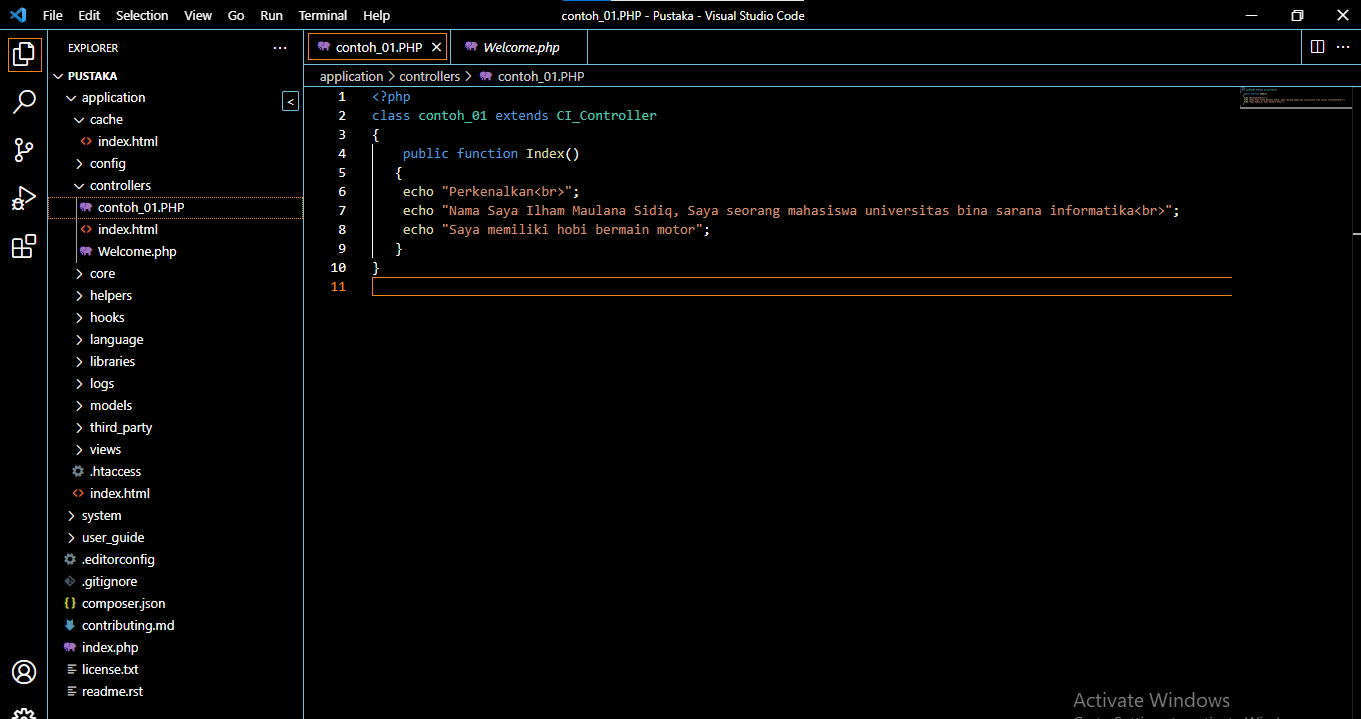 File Edit Selection View Go Run Terminal Help
contoh_01.PHP - Pustaka - Visual Studio Code
EXPLORER
PUSTAKA
application
<
cache
index.html
config
controllers
contoh_01.PHP
index.html
Welcome.php
core
helpers
hooks
language
libraries
logs
models
third_party
views
.htaccess
index.html
system
user_guide
.editorconfig
.gitignore
composer.json
contributing.md
index.php
license.txt
readme.rst
contoh_01.PHP Welcome.php
application > controllers > contoh_01.PHP
1 <?php
2 class contoh_01 extends CI_Controller
3 {
4     public function Index()
5    {
6     echo "Perkenalkan<br>";
7     echo "Nama Saya Ilham Maulana Sidiq, Saya seorang mahasiswa universitas bina sarana informatika<br>";
8     echo "Saya memiliki hobi bermain motor";
9    }
10 }
11
Activate Windows